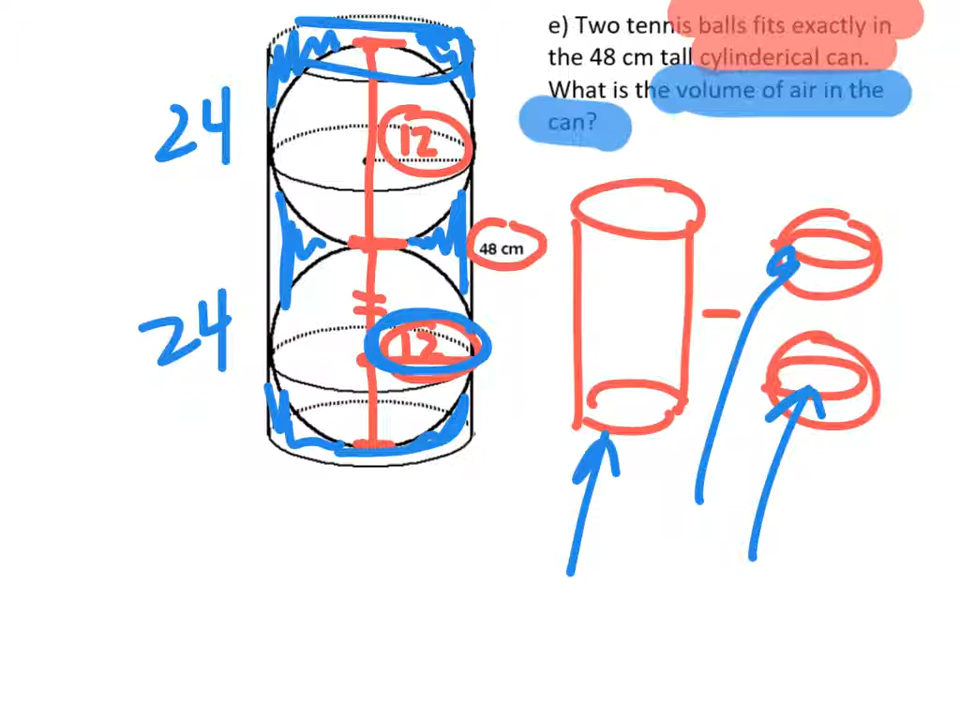 e) Two tennis balls fits exactly in
the 48 cm tall cylinderical can.
What is the volume of air in the
can?
24
12
48 cm
24
12